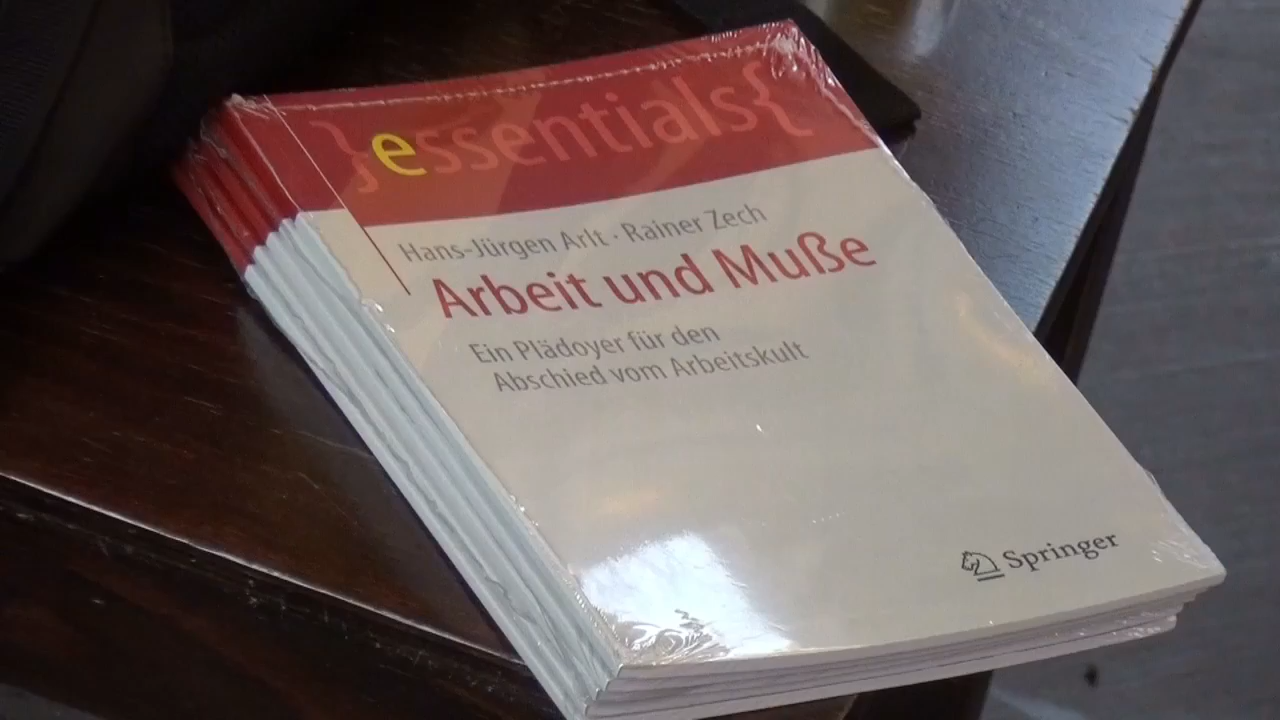 }essentials{
Hans-Jürgen Arlt · Rainer Zech
Arbeit und Muße
Ein Plädoyer für den
Abschied vom Arbeitskult
Springer